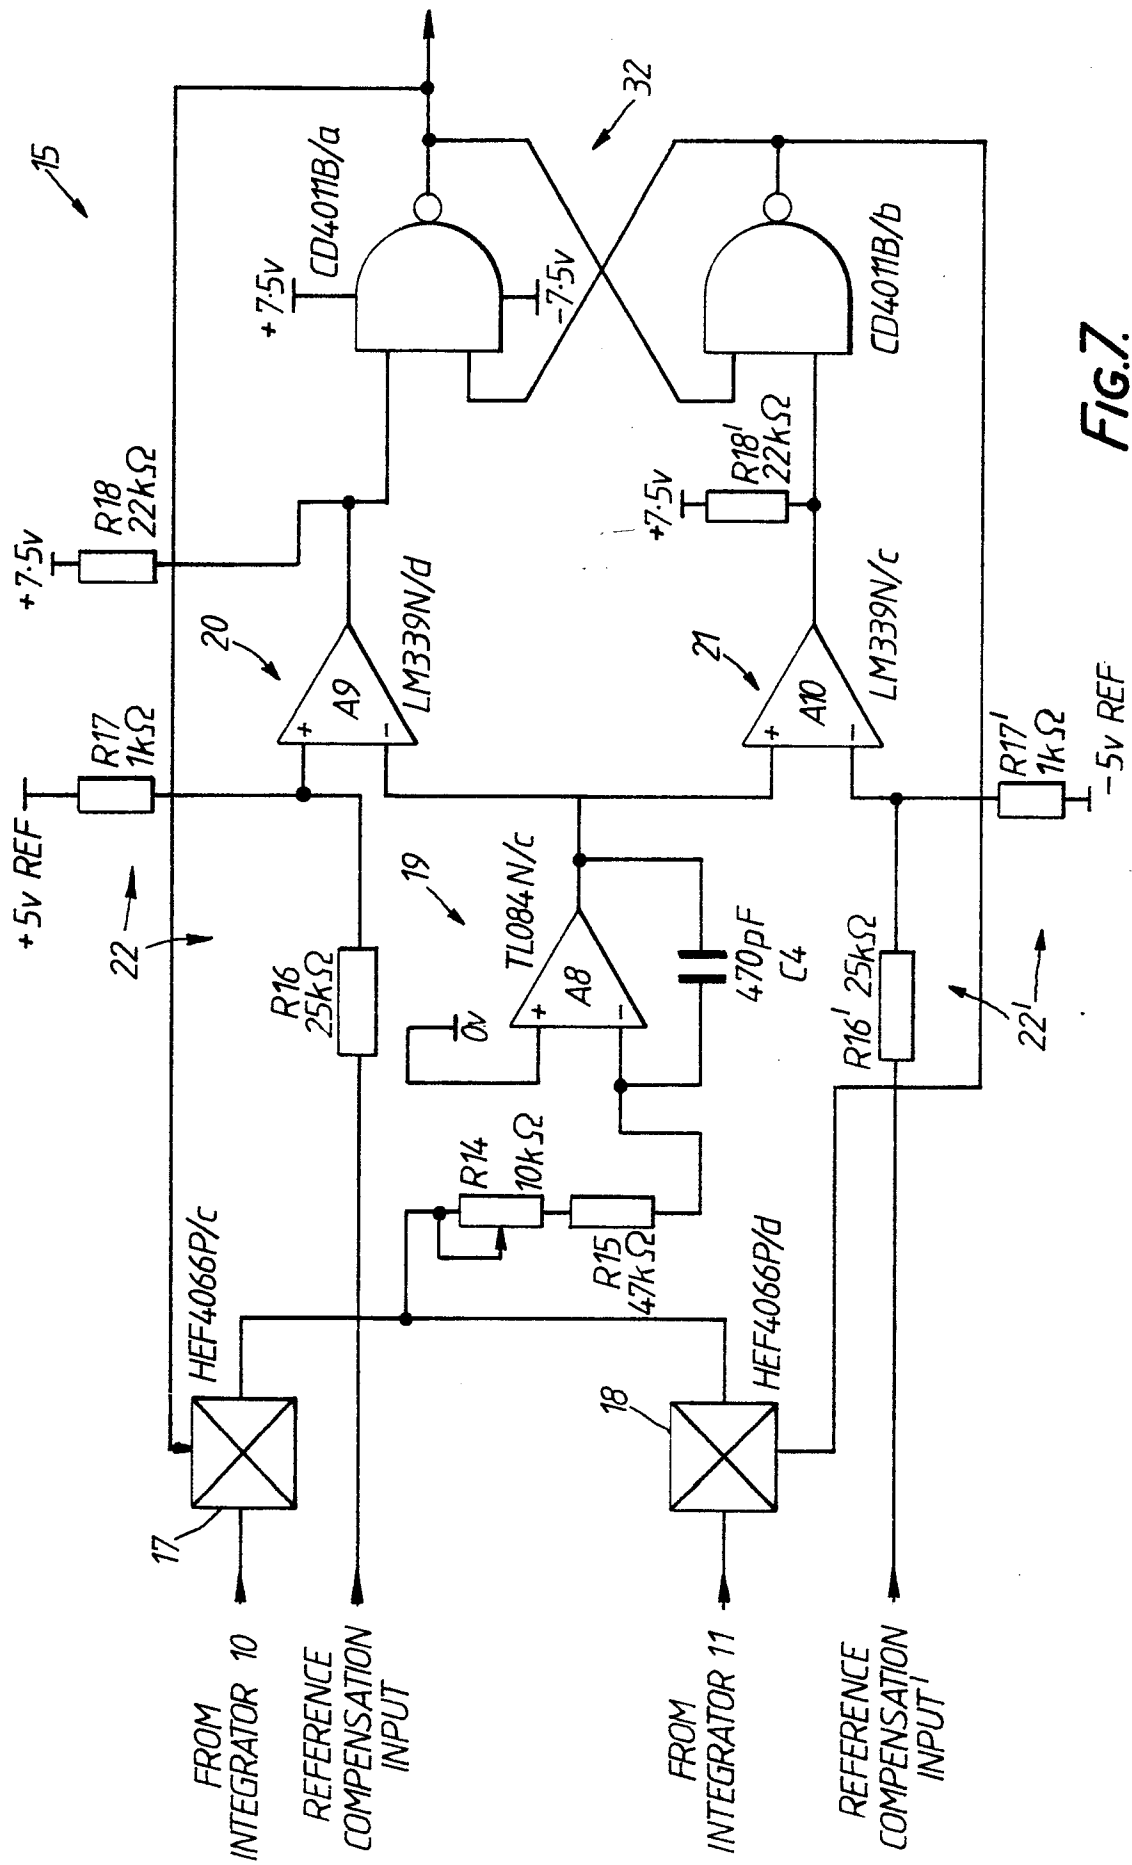 15
+7·5v
R18
22kΩ
+5v REF
R17
1kΩ
22
20
A9
+
−
LM339N/d
+7·5v
CD4011B/a
−7·5v
32
HEF4066P/c
17
R16
25kΩ
19
TL084N/c
A8
+
−
0v
R14
10kΩ
R15
47kΩ
470pF
C4
+7·5v
R18'
22kΩ
CD4011B/b
21
A10
+
−
LM339N/c
HEF4066P/d
18
R16' 25kΩ
22'
R17'
1kΩ
−5v REF
FROM
INTEGRATOR 10
REFERENCE
COMPENSATION
INPUT
FROM
INTEGRATOR 11
REFERENCE
COMPENSATION
INPUT'
FIG.7.